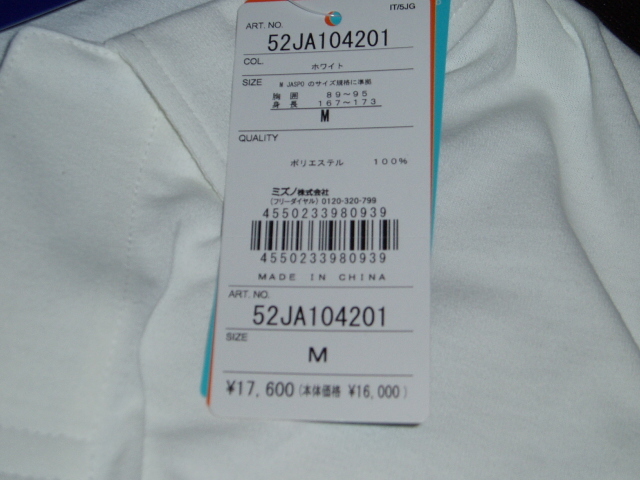 IT/5JG
ART. NO.
52JA104201
COL.
ホワイト
SIZE
M JASPO のサイズ規格に準拠
胸 囲 89〜95
身 長 167〜173
M
QUALITY
ポリエステル 100%
ミズノ株式会社
(フリーダイヤル) 0120-320-799
4550233980939
4550233980939
MADE IN CHINA
ART. NO.
52JA104201
SIZE
M
¥17,600 (本体価格 ¥16,000)